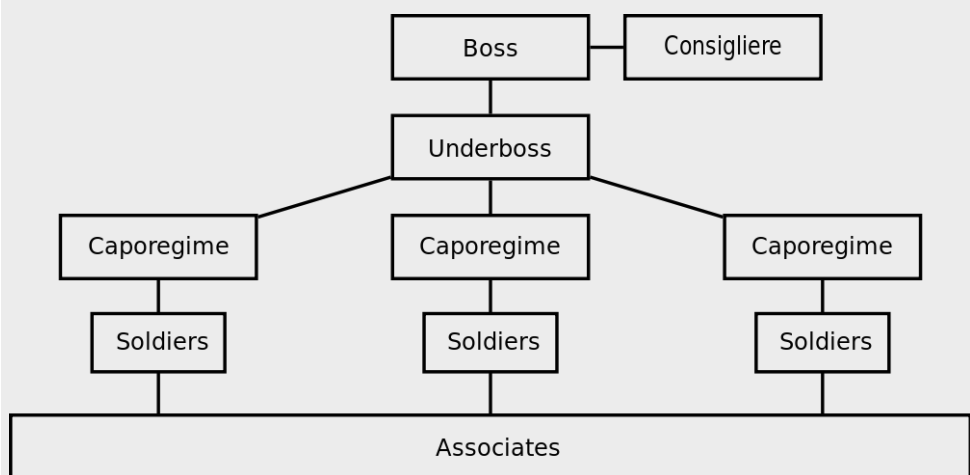 Boss
Consigliere
Underboss
Caporegime
Caporegime
Caporegime
Soldiers
Soldiers
Soldiers
Associates